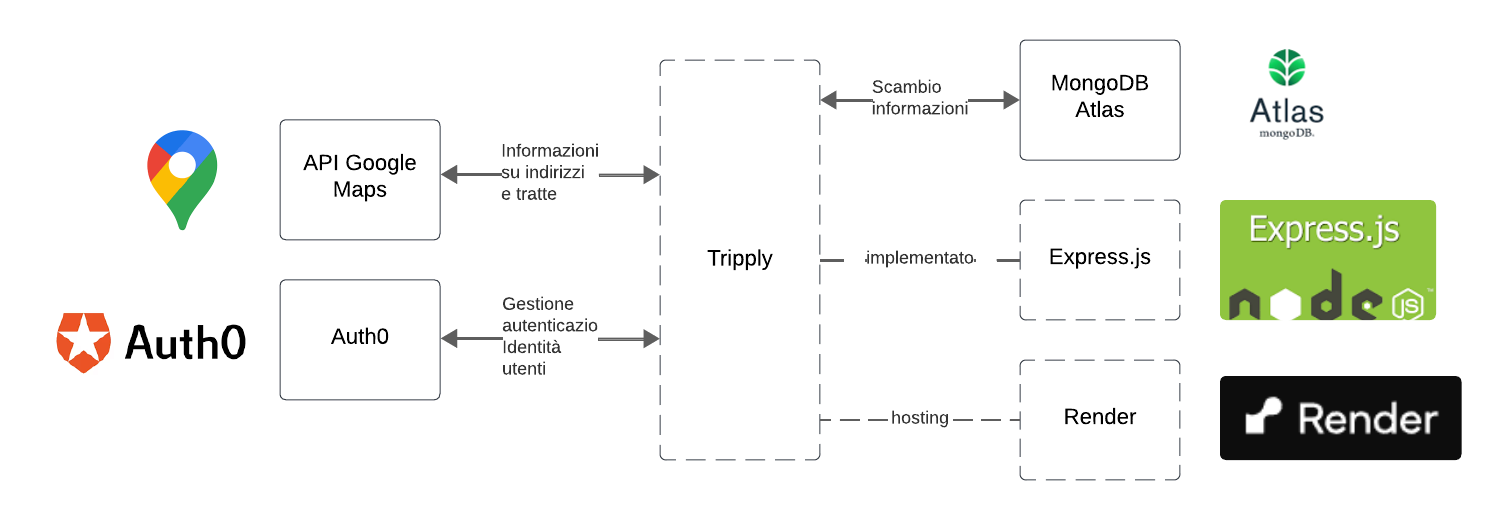 API Google
Maps
Informazioni
su indirizzi
e tratte
Auth0
Auth0
Gestione
autenticazio
Identità
utenti
Tripply
Scambio
informazioni
MongoDB
Atlas
Atlas
mongoDB.
implementato
Express.js
Express.js
node
JS
TM
hosting
Render
Render